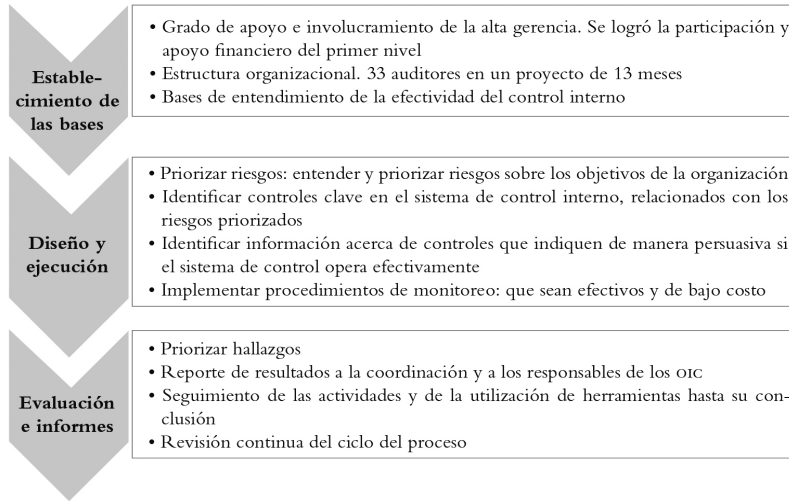 Estable-
cimiento de
las bases
• Grado de apoyo e involucramiento de la alta gerencia. Se logró la participación y
apoyo financiero del primer nivel
• Estructura organizacional. 33 auditores en un proyecto de 13 meses
• Bases de entendimiento de la efectividad del control interno
Diseño y
ejecución
• Priorizar riesgos: entender y priorizar riesgos sobre los objetivos de la organización
• Identificar controles clave en el sistema de control interno, relacionados con los
riesgos priorizados
• Identificar información acerca de controles que indiquen de manera persuasiva si
el sistema de control opera efectivamente
• Implementar procedimientos de monitoreo: que sean efectivos y de bajo costo
Evaluación
e informes
• Priorizar hallazgos
• Reporte de resultados a la coordinación y a los responsables de los OIC
• Seguimiento de las actividades y de la utilización de herramientas hasta su con-
clusión
• Revisión continua del ciclo del proceso